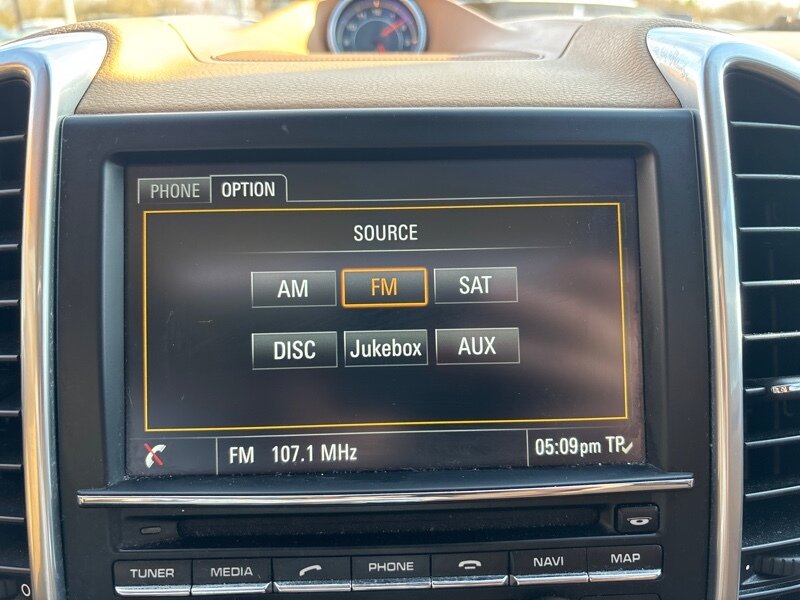 PHONE OPTION
SOURCE
AM FM SAT
DISC Jukebox AUX
FM 107.1 MHz 05:09pm TP
TUNER MEDIA PHONE NAVI MAP